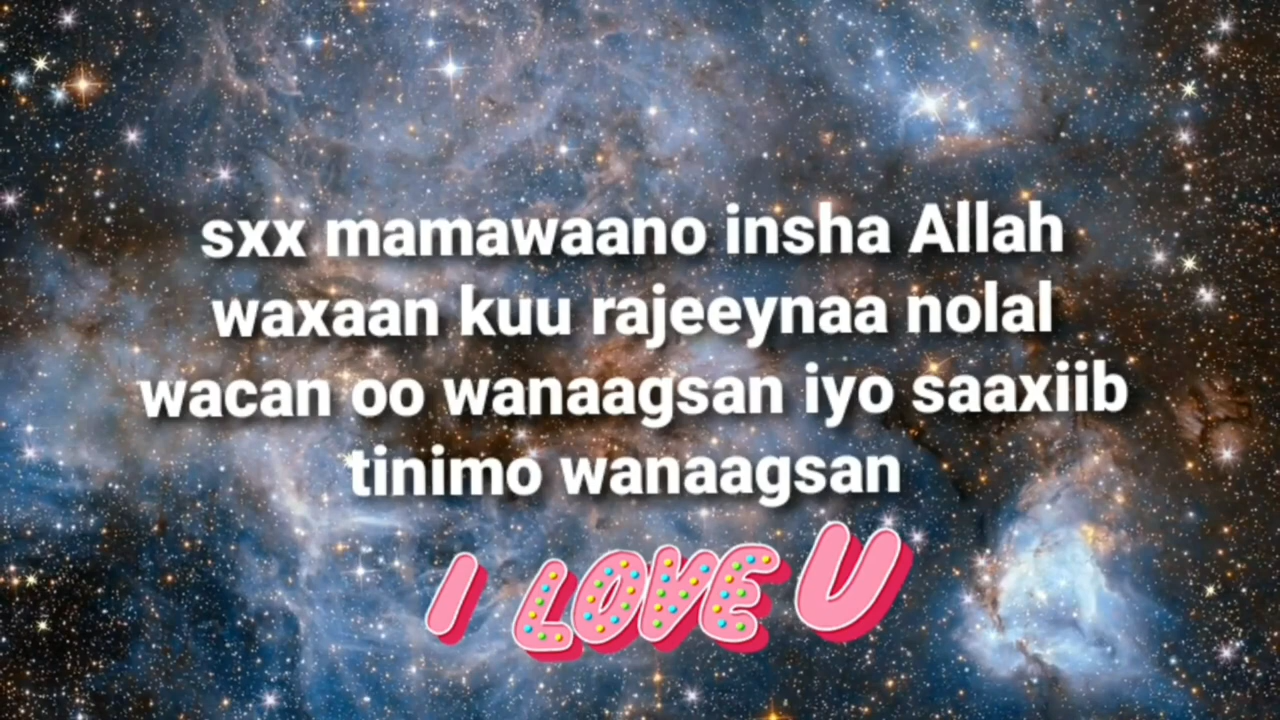 sxx mamawaano insha Allah
waxaan kuu rajeeynaa nolal
wacan oo wanaagsan iyo saaxiib
tinimo wanaagsan
I LOVE U